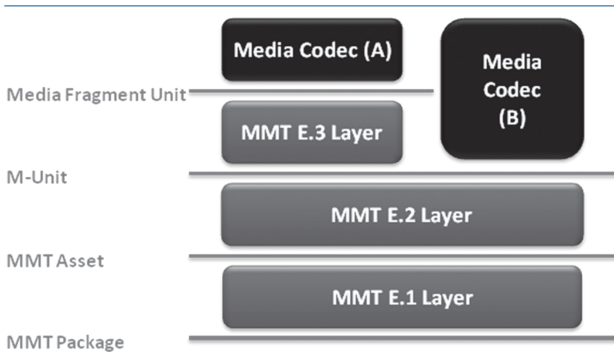 Media Codec (A)
Media
Codec
(B)
Media Fragment Unit
MMT E.3 Layer
M-Unit
MMT E.2 Layer
MMT Asset
MMT E.1 Layer
MMT Package